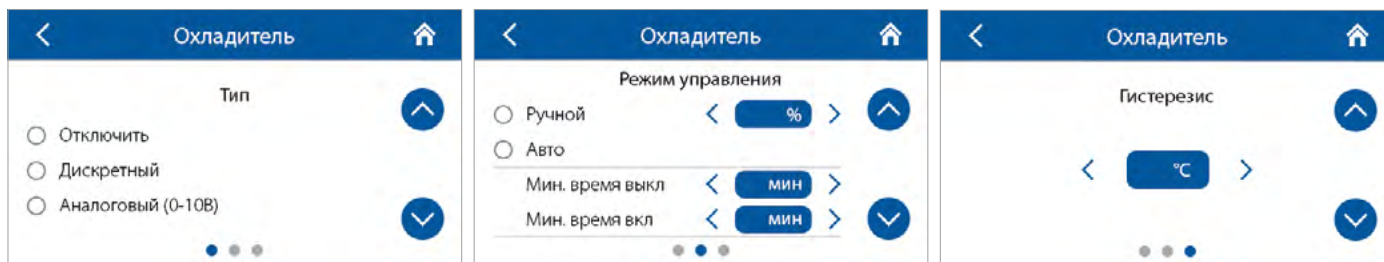 Охладитель
Тип
Отключить
Дискретный
Аналоговый (0-10В)
Охладитель
Режим управления
Ручной %
Авто
Мин. время выкл мин
Мин. время вкл мин
Охладитель
Гистерезис
°C